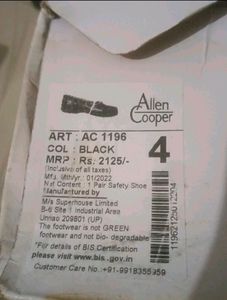 Allen
Cooper
ART : AC 1196
COL : BLACK
MRP : Rs. 2125/-
4
(Inclusive of all taxes)
Mfg. Mth/yr. : 01/2022
Net Content : 1 Pair Safety Shoe
Manufactured by
M/s Superhouse Limited
B-6 Site 1 Industrial Area
Unnao 209801 (UP)
The footwear is not GREEN
footwear and not bio- degradable
*For details of BIS Certification
please visit www.bis.gov.in
Customer Care No.:+91-9918355959